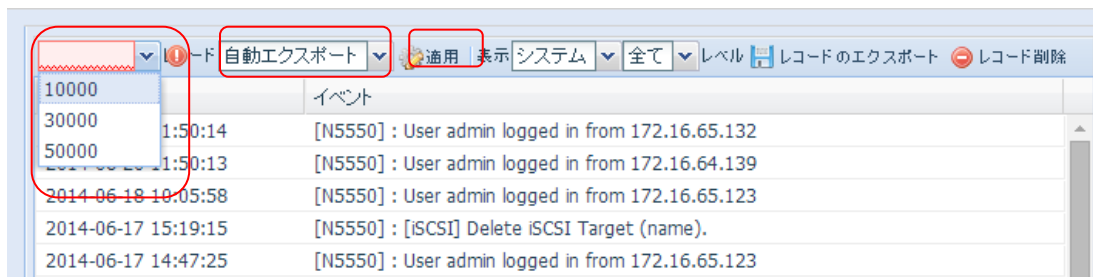 レコード 自動エクスポート 適用 表示 システム 全て レベル レコードのエクスポート レコード削除
10000
30000
50000
イベント
1:50:14 [N5550] : User admin logged in from 172.16.65.132
11:50:13 [N5550] : User admin logged in from 172.16.64.139
2014-06-18 10:05:58 [N5550] : User admin logged in from 172.16.65.123
2014-06-17 15:19:15 [N5550] : [iSCSI] Delete iSCSI Target (name).
2014-06-17 14:47:25 [N5550] : User admin logged in from 172.16.65.123